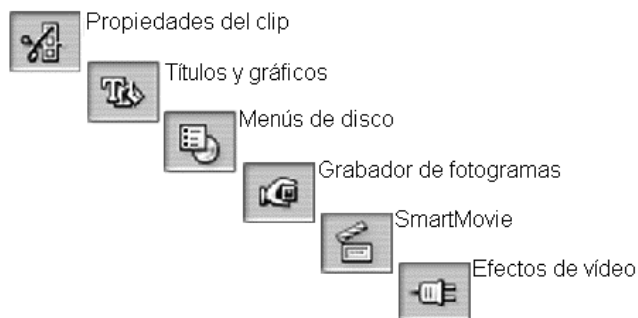 Propiedades del clip
Títulos y gráficos
Menús de disco
Grabador de fotogramas
SmartMovie
Efectos de vídeo